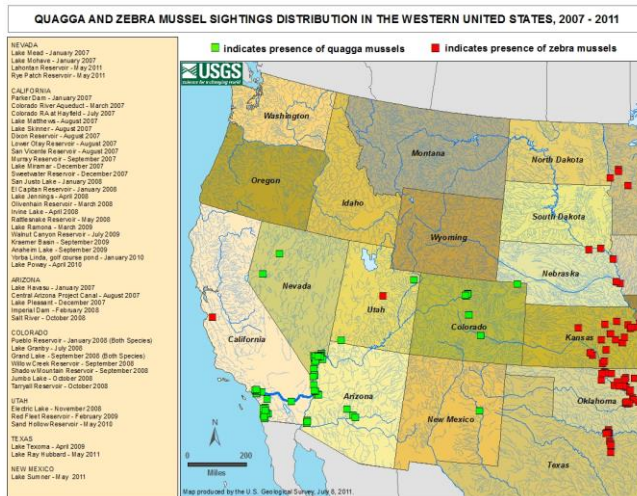 QUAGGA AND ZEBRA MUSSEL SIGHTINGS DISTRIBUTION IN THE WESTERN UNITED STATES, 2007 - 2011
indicates presence of quagga mussels
indicates presence of zebra mussels
NEVADA
Lake Mead - January 2007
Lake Mohave - January 2007
Lahontan Reservoir - May 2011
Rye Patch Reservoir - May 2011
CALIFORNIA
Parker Dam - January 2007
Colorado River Aqueduct - March 2007
Colorado RA at Hayfield - July 2007
Lake Matthews - August 2007
Lake Skinner - August 2007
Dixon Reservoir - August 2007
Lower Otay Reservoir - August 2007
San Vicente Reservoir - August 2007
Murray Reservoir - September 2007
Lake Miramar - December 2007
Sweetwater Reservoir - December 2007
San Justo Lake - January 2008
El Capitan Reservoir - January 2008
Lake Jennings - April 2008
Olivenhain Reservoir - March 2008
Irvine Lake - April 2008
Rattlesnake Reservoir - May 2008
Lake Ramona - March 2009
Walnut Canyon Reservoir - July 2009
Kraemer Basin - September 2009
Anaheim Lake - September 2009
Yorba Linda, golf course pond - January 2010
Lake Poway - April 2010
ARIZONA
Lake Havasu - January 2007
Central Arizona Project Canal - August 2007
Lake Pleasant - December 2007
Imperial Dam - February 2008
Salt River - October 2008
COLORADO
Pueblo Reservoir - January 2008 (Both Species)
Lake Granby - July 2008
Grand Lake - September 2008 (Both Species)
Willow Creek Reservoir - September 2008
Shadow Mountain Reservoir - September 2008
Jumbo Lake - October 2008
Tarryall Reservoir - October 2008
UTAH
Electric Lake - November 2008
Red Fleet Reservoir - February 2009
Sand Hollow Reservoir - May 2010
TEXAS
Lake Texoma - April 2009
Lake Ray Hubbard - May 2011
NEW MEXICO
Lake Sumner - May 2011
USGS
science for a changing world
Washington
Montana
North Dakota
Oregon
Idaho
South Dakota
Wyoming
Nebraska
Nevada
Utah
Colorado
Kansas
California
Arizona
New Mexico
Oklahoma
Texas
N
0
200
Miles
Map produced by the U.S. Geological Survey, July 6, 2011.